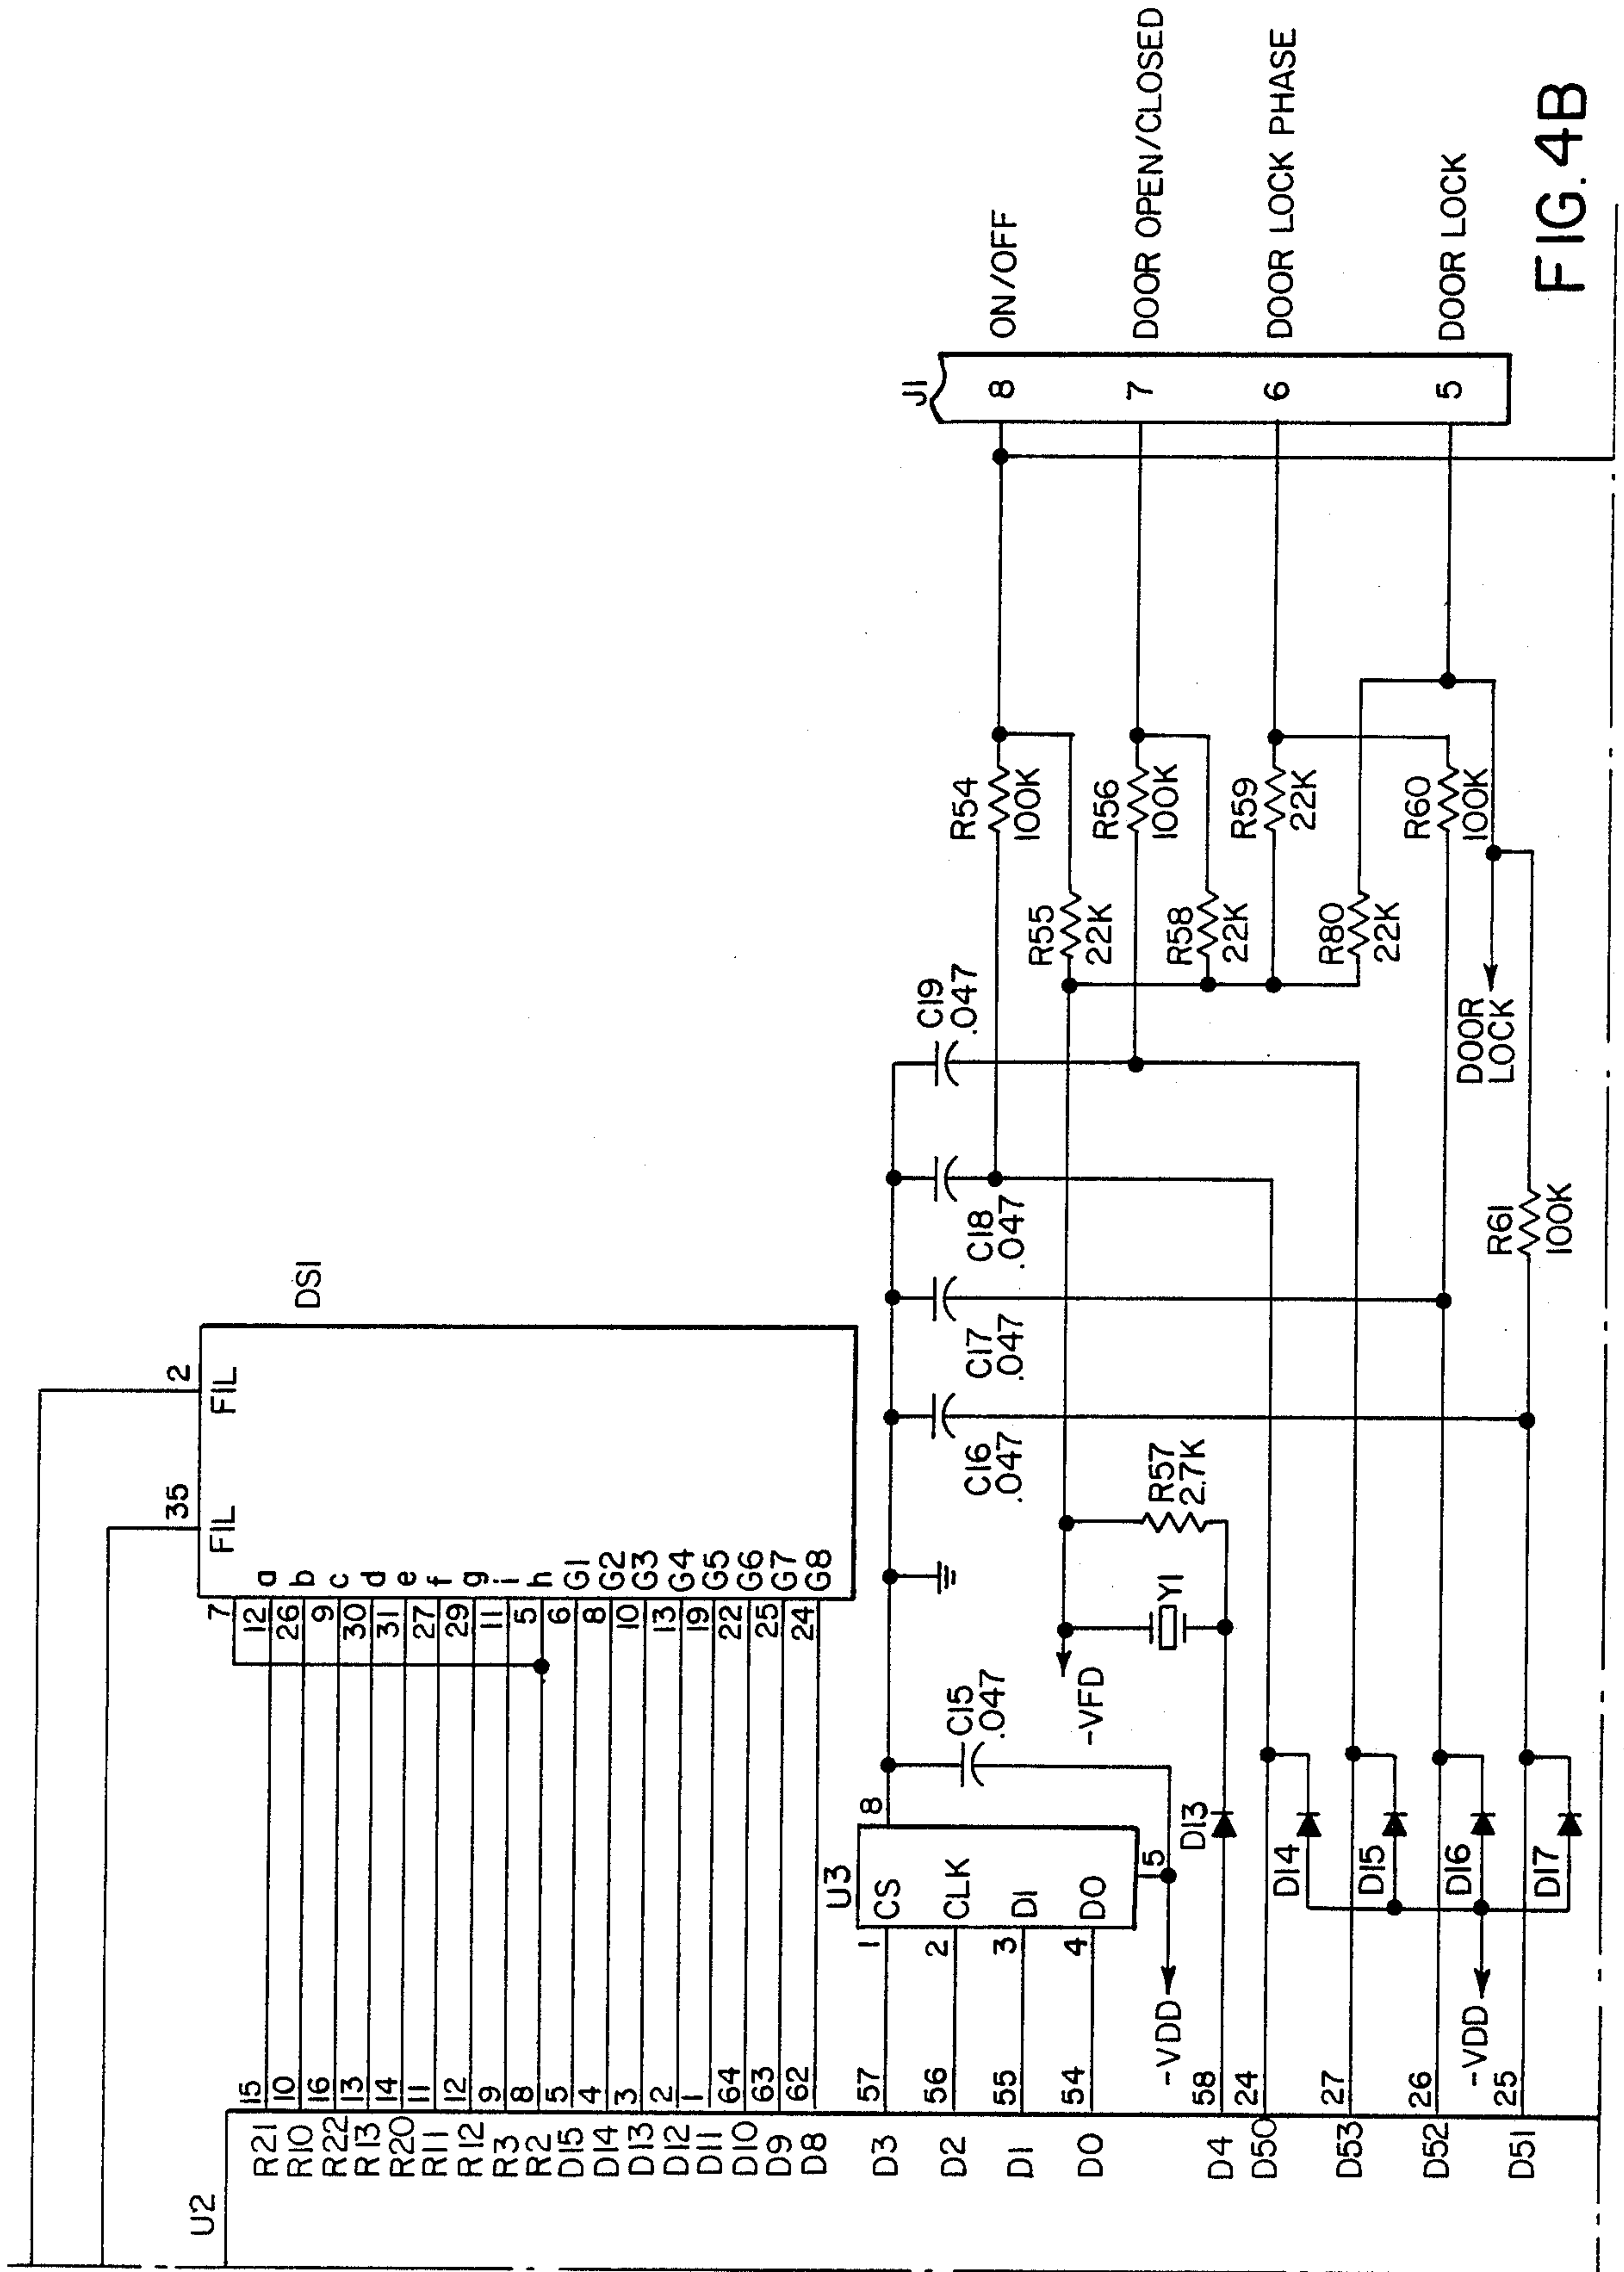 FIG. 4B
U2
R21 15
R10 10
R22 16
R13 13
R20 14
R11 11
R12 12
R3 9
R2 8
D15 5
D14 4
D13 3
D12 2
D11 1
D10 64
D9 63
D8 62
D3 57
D2 56
D1 55
D0 54
D4 58
D50 24
D53 27
D52 26
D51 25
DS1
35 2
FIL FIL
7
12 a
26 b
9 c
30 d
31 e
27 f
29 g
11 i
5 h
6 G1
8 G2
10 G3
13 G4
19 G5
22 G6
25 G7
24 G8
U3
1 CS 8
2 CLK
3 DI
4 DO
5
-VDD
C15
.047
-VFD
Y1
R57
2.7K
D13
D14
D15
D16
D17
-VDD
C16
.047
C17
.047
C18
.047
C19
.047
R54
100K
R55
22K
R56
100K
R58
22K
R59
22K
R80
22K
R60
100K
DOOR
LOCK
R61
100K
J1
8 ON/OFF
7 DOOR OPEN/CLOSED
6 DOOR LOCK PHASE
5 DOOR LOCK